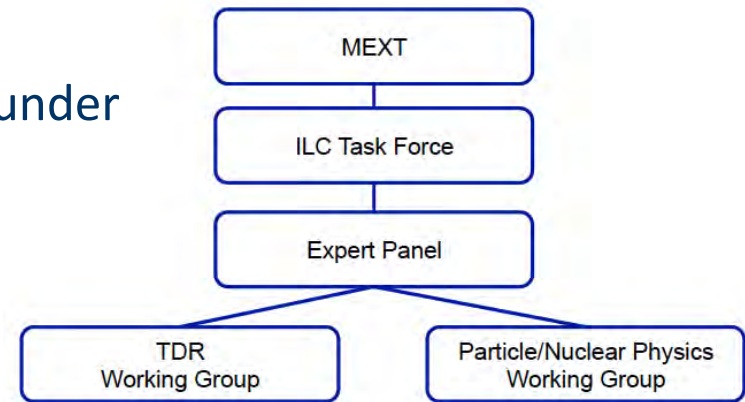 MEXT
under
ILC Task Force
Expert Panel
TDR
Working Group
Particle/Nuclear Physics
Working Group